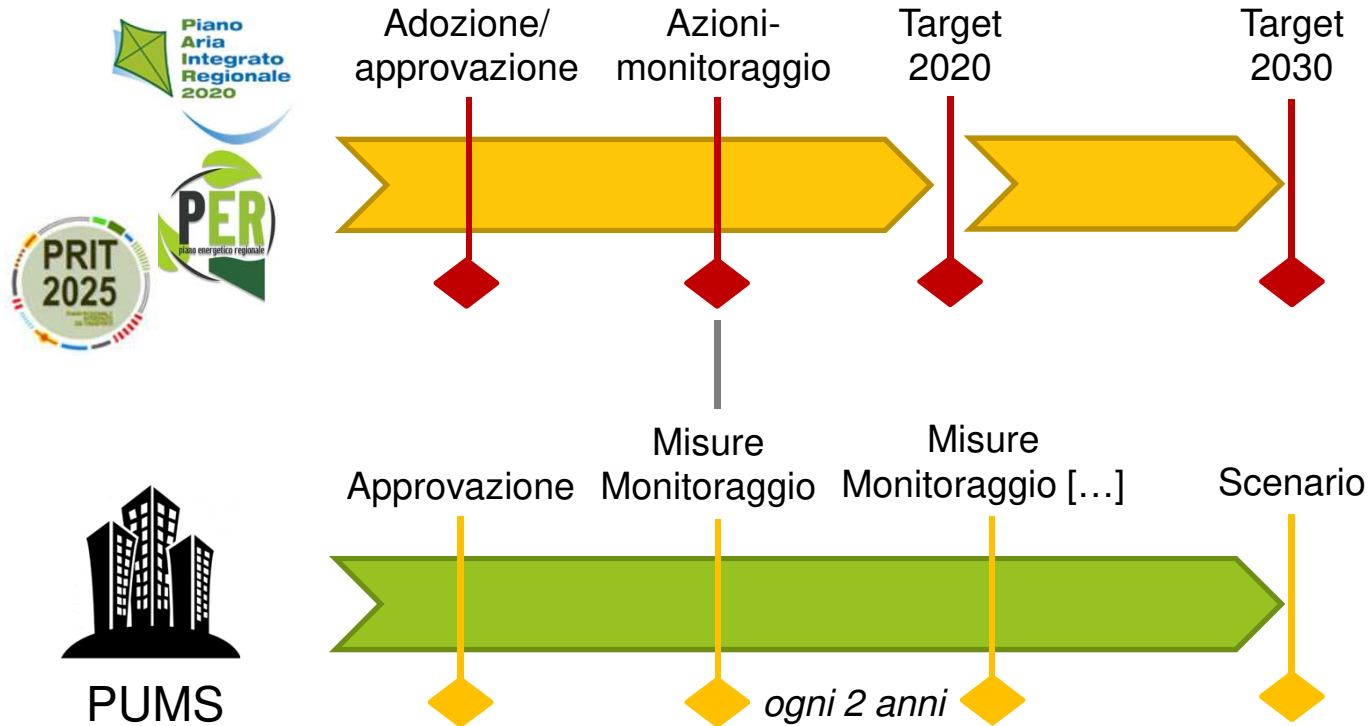 Piano
Aria
Integrato
Regionale
2020
PER
piano energetico regionale
PRIT
2025
Adozione/
approvazione
Azioni-
monitoraggio
Target
2020
Target
2030
PUMS
Approvazione
Misure
Monitoraggio
Misure
Monitoraggio […]
Scenario
ogni 2 anni